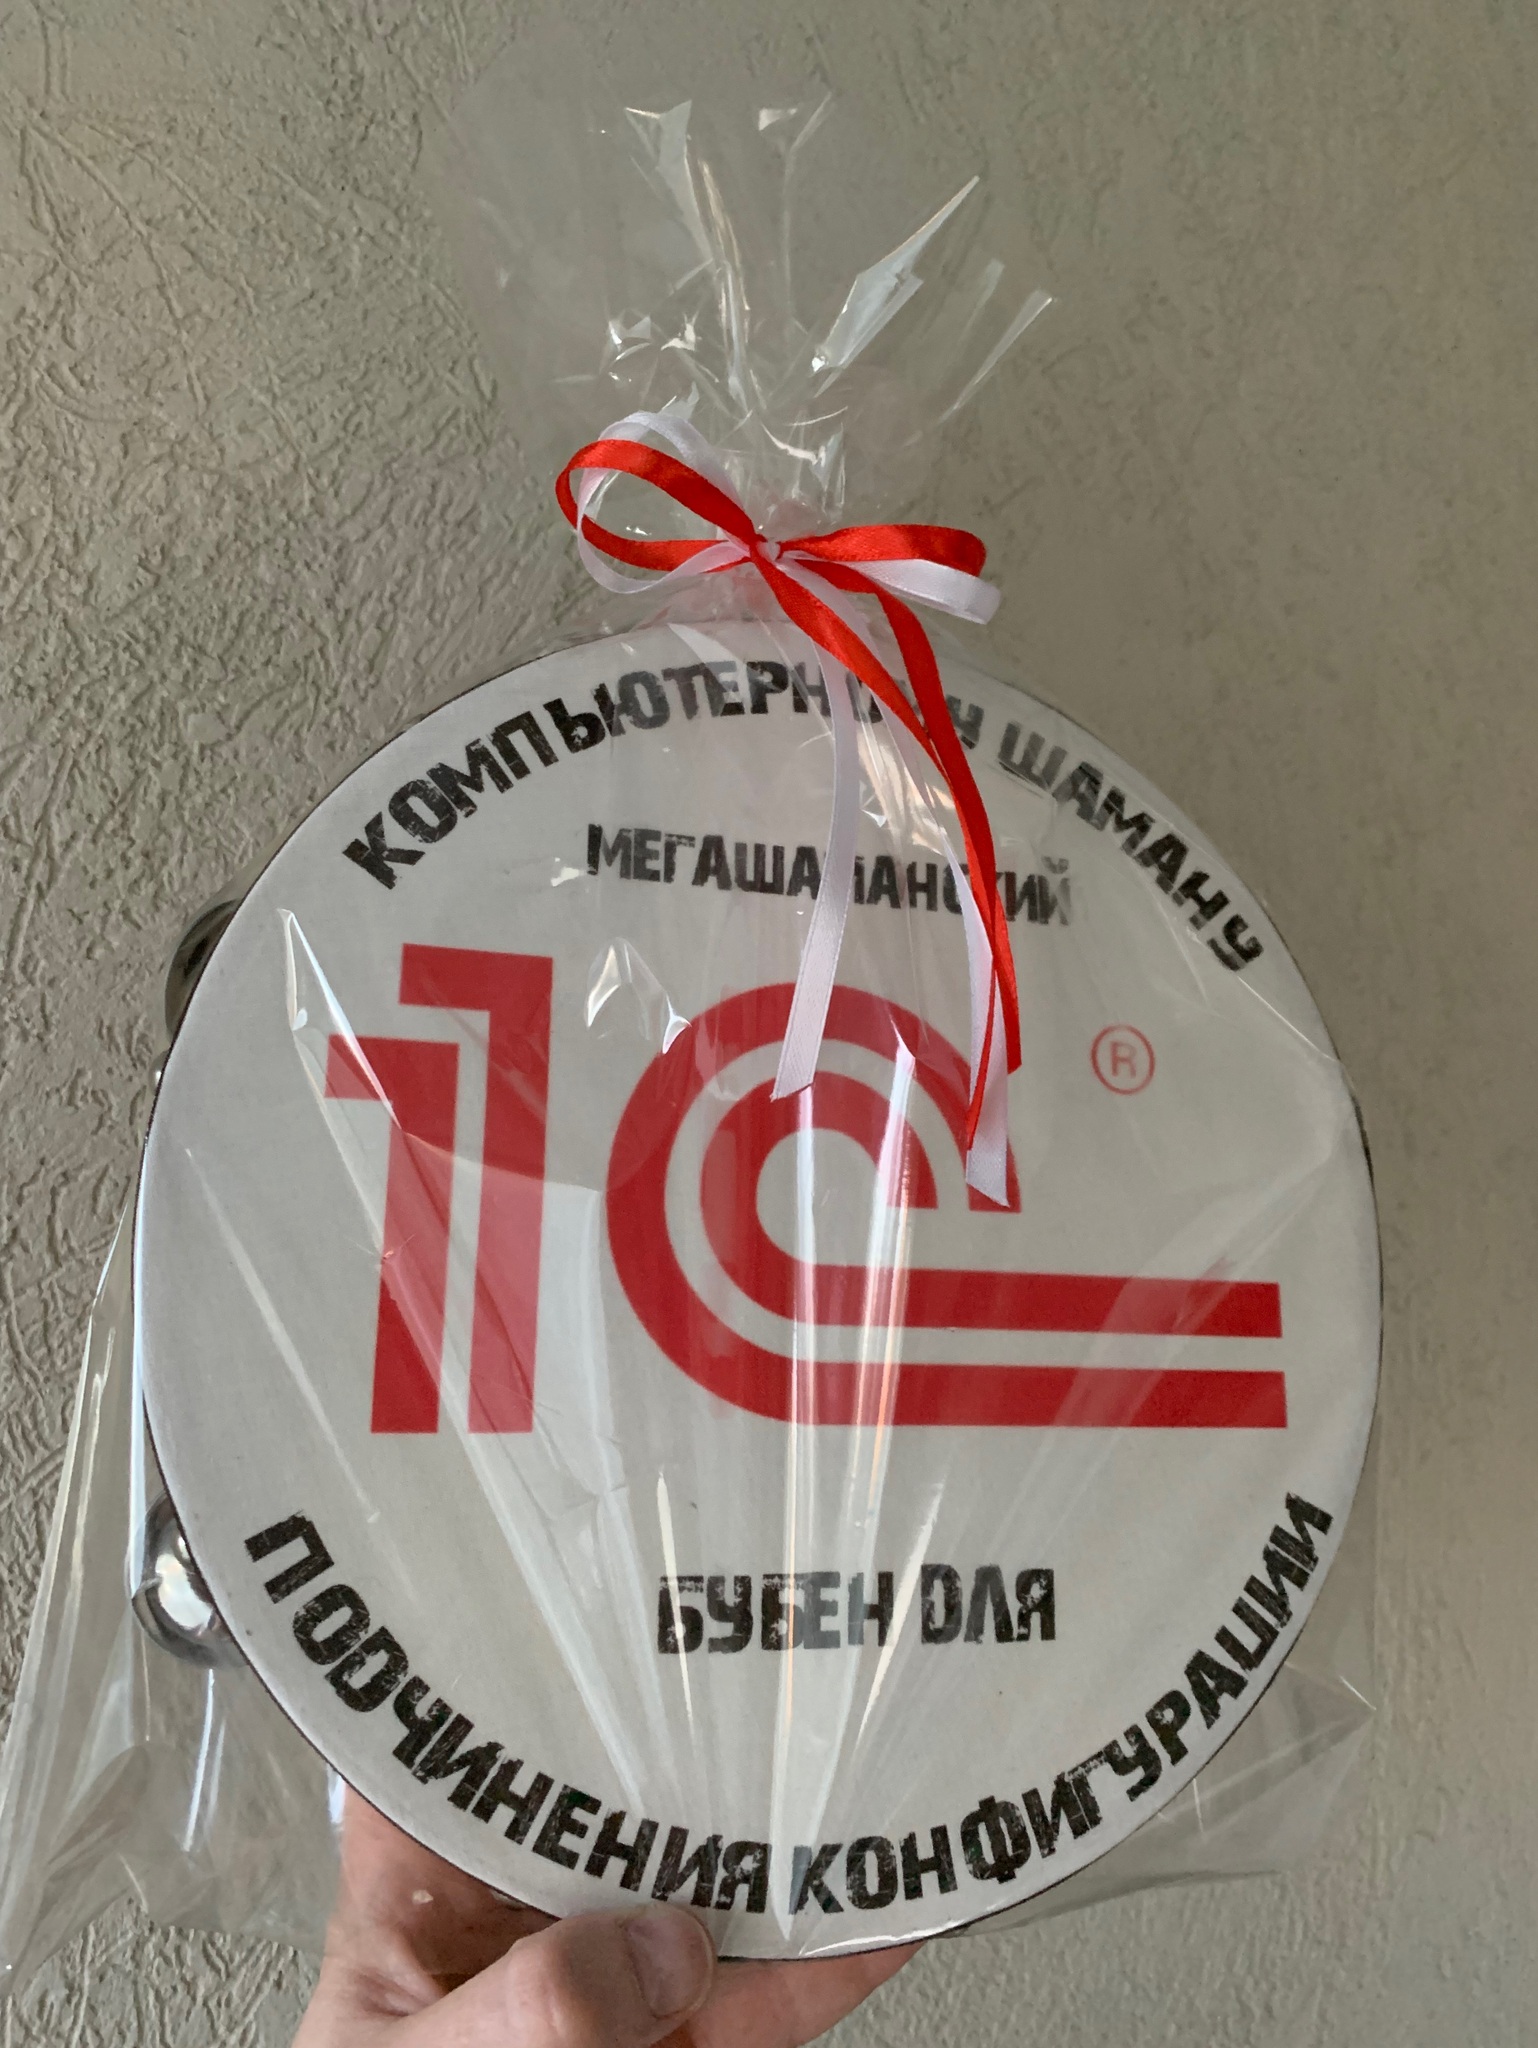 КОМПЬЮТЕРНОМУ ШАМАНУ
МЕГАШАМАНСКИЙ
1С ®
БУБЕН ДЛЯ
ПОДЧИНЕНИЯ КОНФИГУРАЦИИ